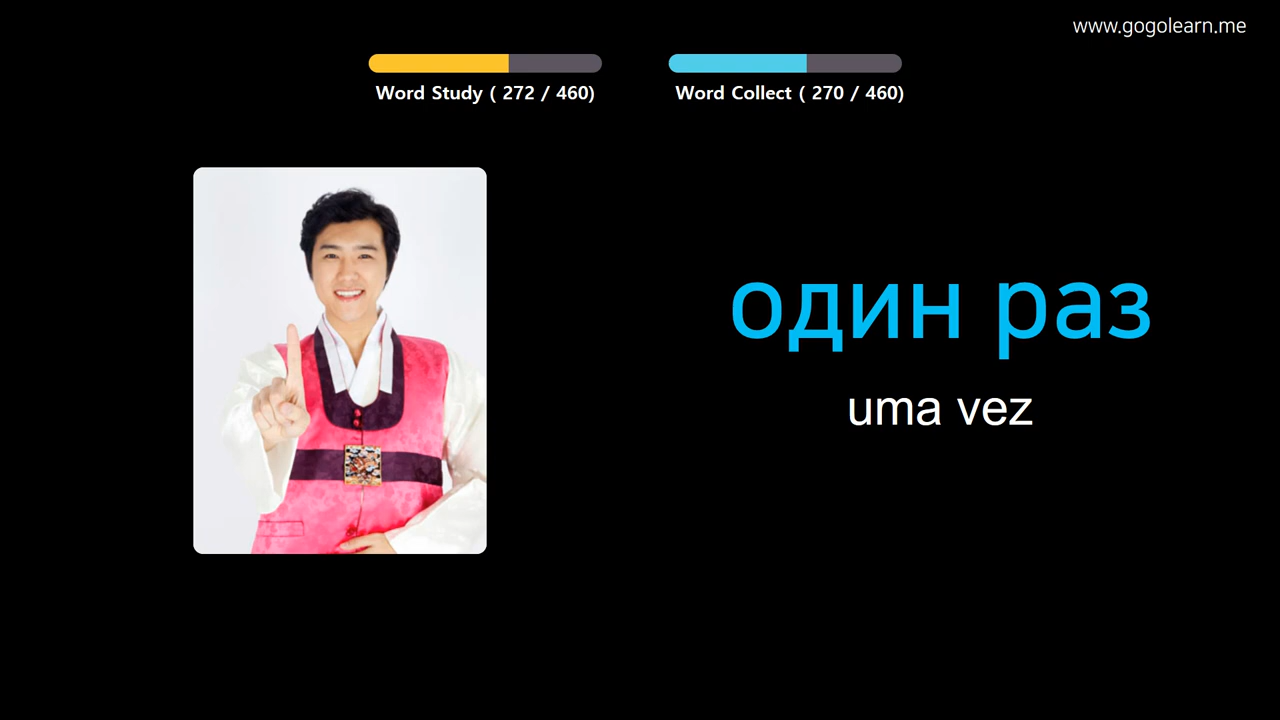 www.gogolearn.me
Word Study ( 272 / 460)
Word Collect ( 270 / 460)
один раз
uma vez